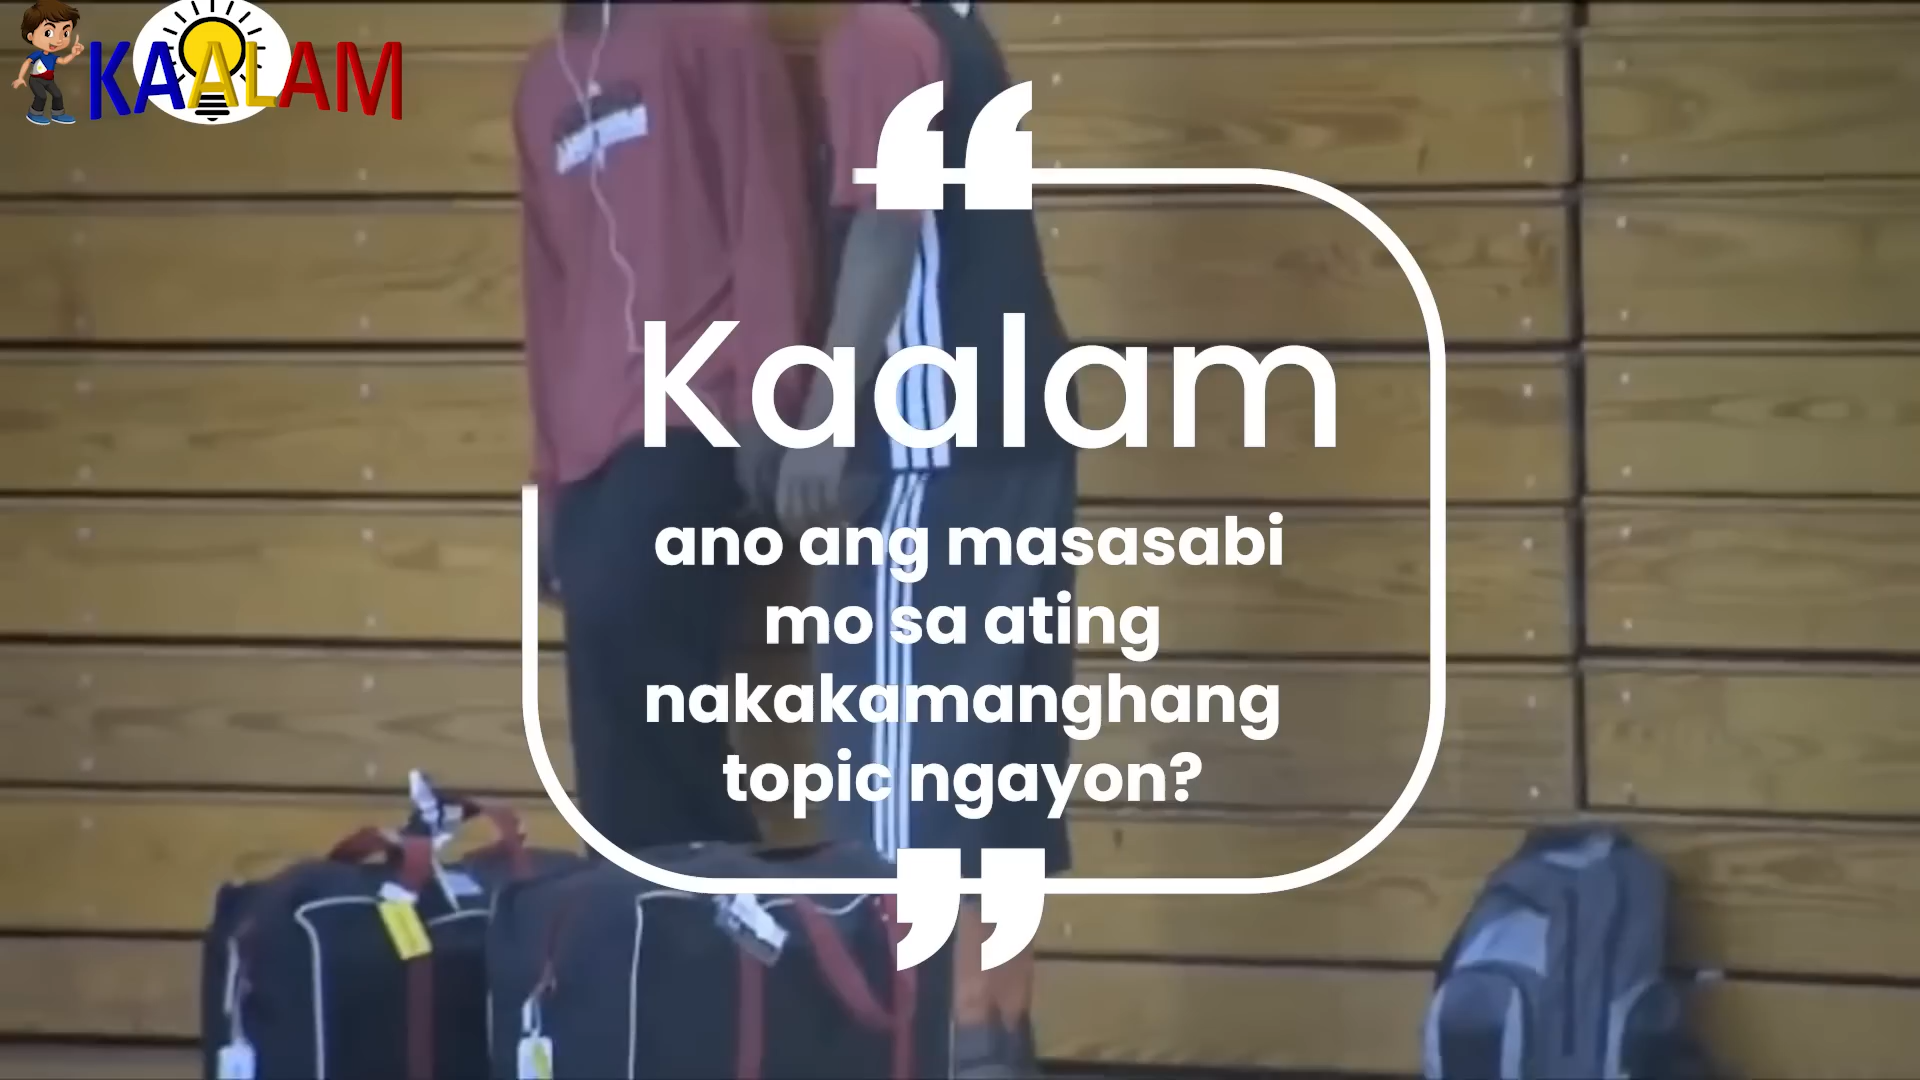 KAALAM
Kaalam
ano ang masasabi
mo sa ating
nakakamanghang
topic ngayon?